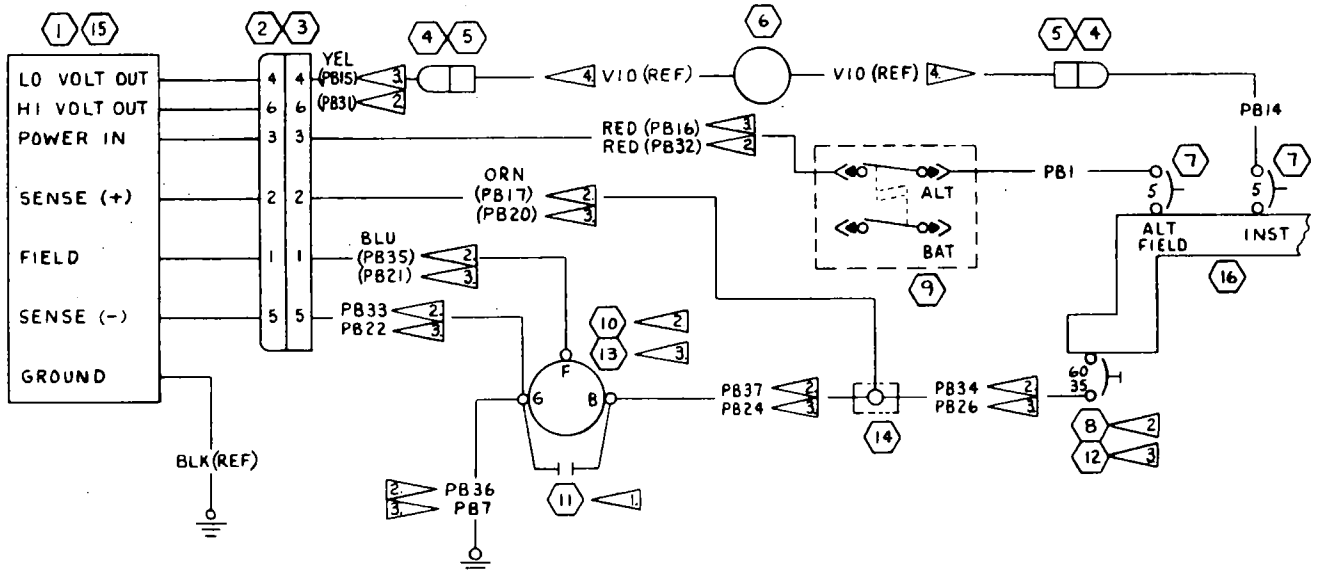 1 15
2 3
4 5
6
5 4
LO VOLT OUT
HI VOLT OUT
POWER IN
SENSE (+)
FIELD
SENSE (-)
GROUND
4 4
6 6
3 3
2 2
1 1
5 5
YEL
(PB15) 3.
(PB31) 2.
4. VIO (REF)
VIO (REF) 4.
PB14
RED (PB16) 3.
RED (PB32) 2.
ORN
(PB17) 2.
(PB20) 3.
BLU
(PB35) 2.
(PB21) 3.
PB33 2.
PB22 3.
ALT
BAT
9
PB1
7
5
ALT
FIELD
7
5
INST
16
10 2
13 3.
F
G
B
11 1.
PB37 2.
PB24 3.
14
PB34 2.
PB26 3.
60
35
8 2
12 3.
BLK (REF)
2. PB36
3. PB7